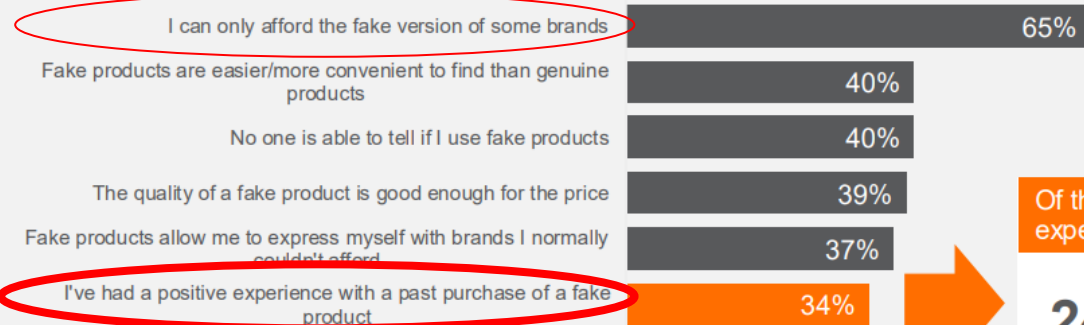 I can only afford the fake version of some brands
65%
Fake products are easier/more convenient to find than genuine
products
40%
No one is able to tell if I use fake products
40%
The quality of a fake product is good enough for the price
39%
Fake products allow me to express myself with brands I normally
couldn't afford
37%
I've had a positive experience with a past purchase of a fake
product
34%
Of